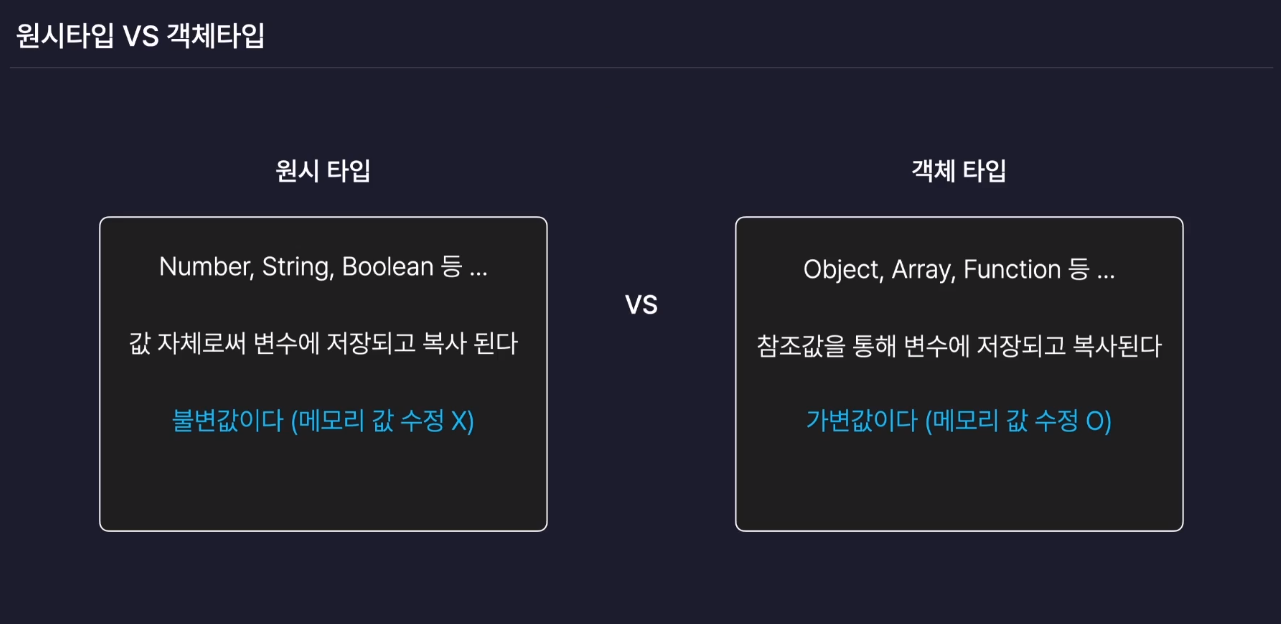 원시타입 VS 객체타입
원시 타입
Number, String, Boolean 등 ...
값 자체로써 변수에 저장되고 복사 된다
불변값이다 (메모리 값 수정 X)
VS
객체 타입
Object, Array, Function 등 ...
참조값을 통해 변수에 저장되고 복사된다
가변값이다 (메모리 값 수정 O)